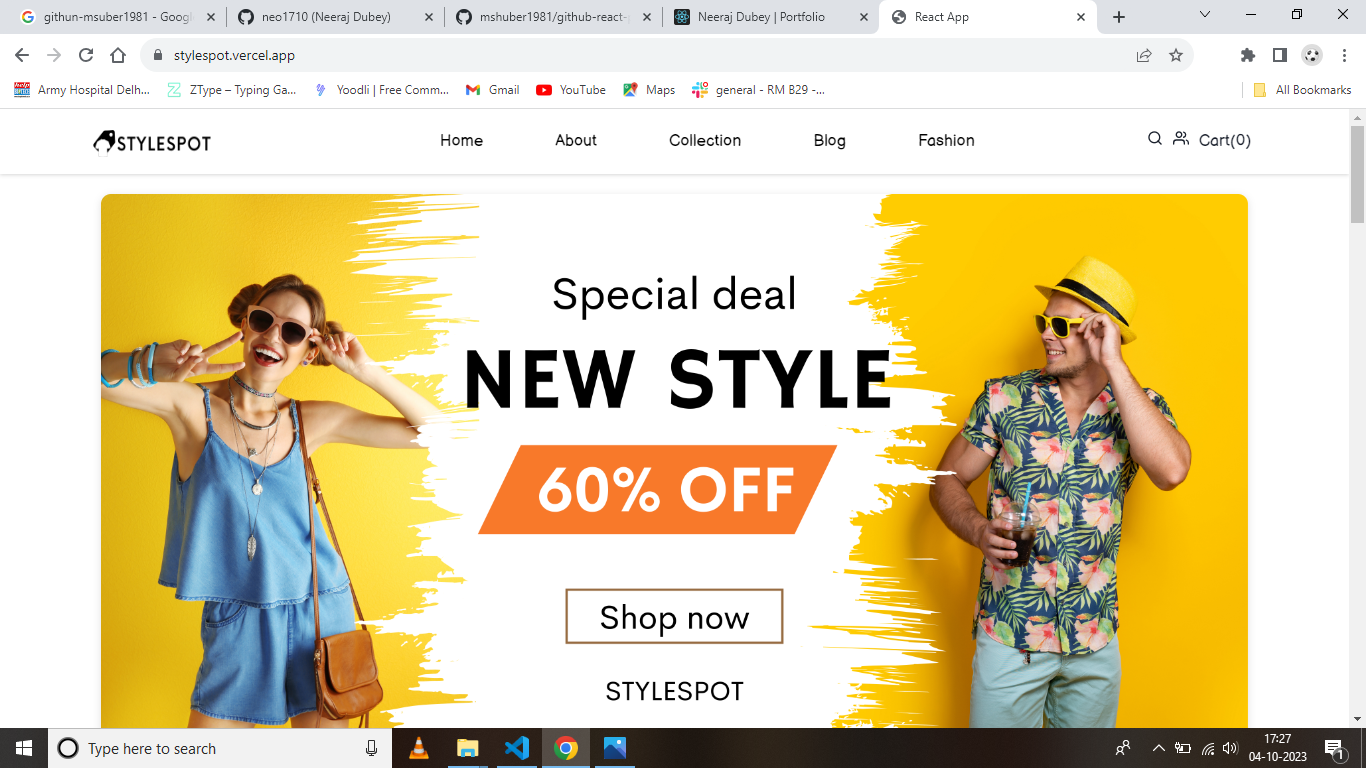 githun-msuber1981 - Goog
neo1710 (Neeraj Dubey)
mshuber1981/github-react-
Neeraj Dubey | Portfolio
React App
stylespot.vercel.app
Army Hospital Delh...
ZType – Typing Ga...
Yoodli | Free Comm...
Gmail
YouTube
Maps
general - RM B29 -...
All Bookmarks
STYLESPOT
Home
About
Collection
Blog
Fashion
Cart(0)
Special deal
NEW STYLE
60% OFF
Shop now
STYLESPOT
Type here to search
17:27
04-10-2023
1